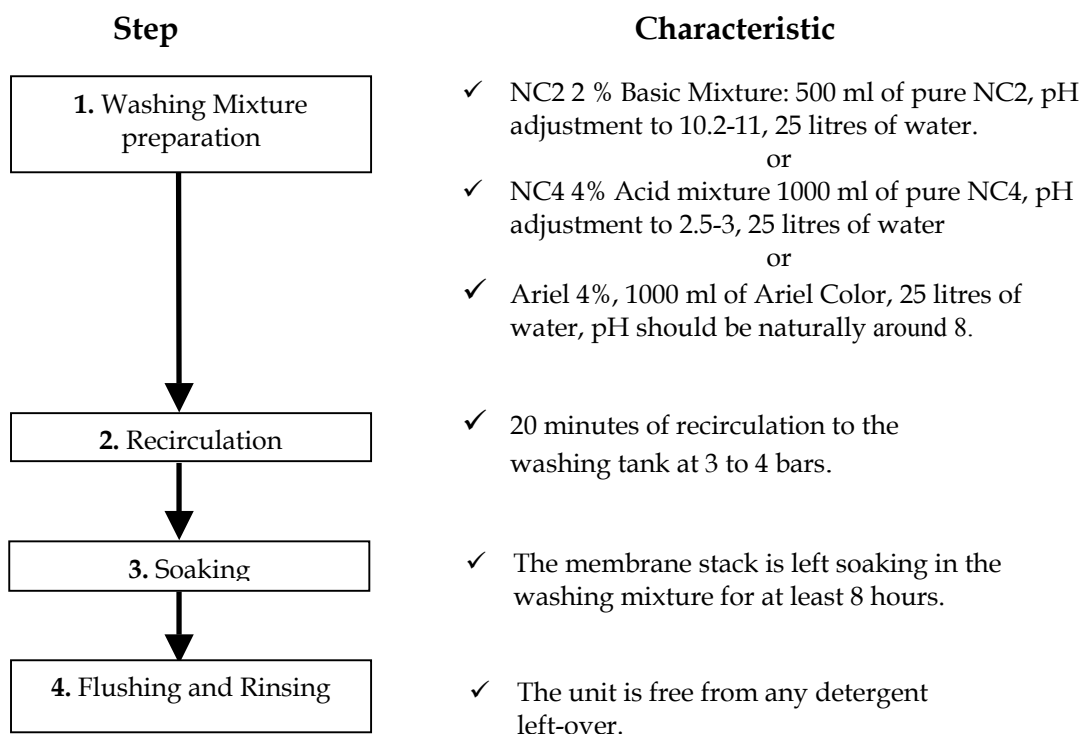 Step
Characteristic
1. Washing Mixture
preparation
✓ NC2 2 % Basic Mixture: 500 ml of pure NC2, pH
adjustment to 10.2-11, 25 litres of water.
or
✓ NC4 4% Acid mixture 1000 ml of pure NC4, pH
adjustment to 2.5-3, 25 litres of water
or
✓ Ariel 4%, 1000 ml of Ariel Color, 25 litres of
water, pH should be naturally around 8.
2. Recirculation
✓ 20 minutes of recirculation to the
washing tank at 3 to 4 bars.
3. Soaking
✓ The membrane stack is left soaking in the
washing mixture for at least 8 hours.
4. Flushing and Rinsing
✓ The unit is free from any detergent
left-over.